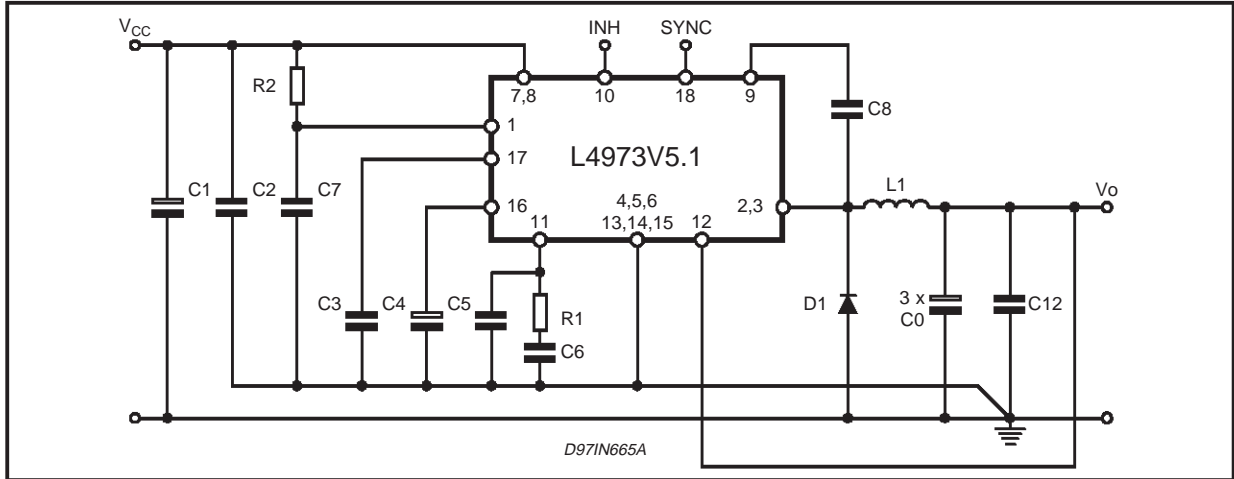 VCC
INH
SYNC
R2
7,8
10
18
9
C8
1
L4973V5.1
17
L1
Vo
C1
C2
C7
16
4,5,6
2,3
11
13,14,15
12
C3
C4
C5
R1
D1
3 x
C0
C12
C6
D97IN665A